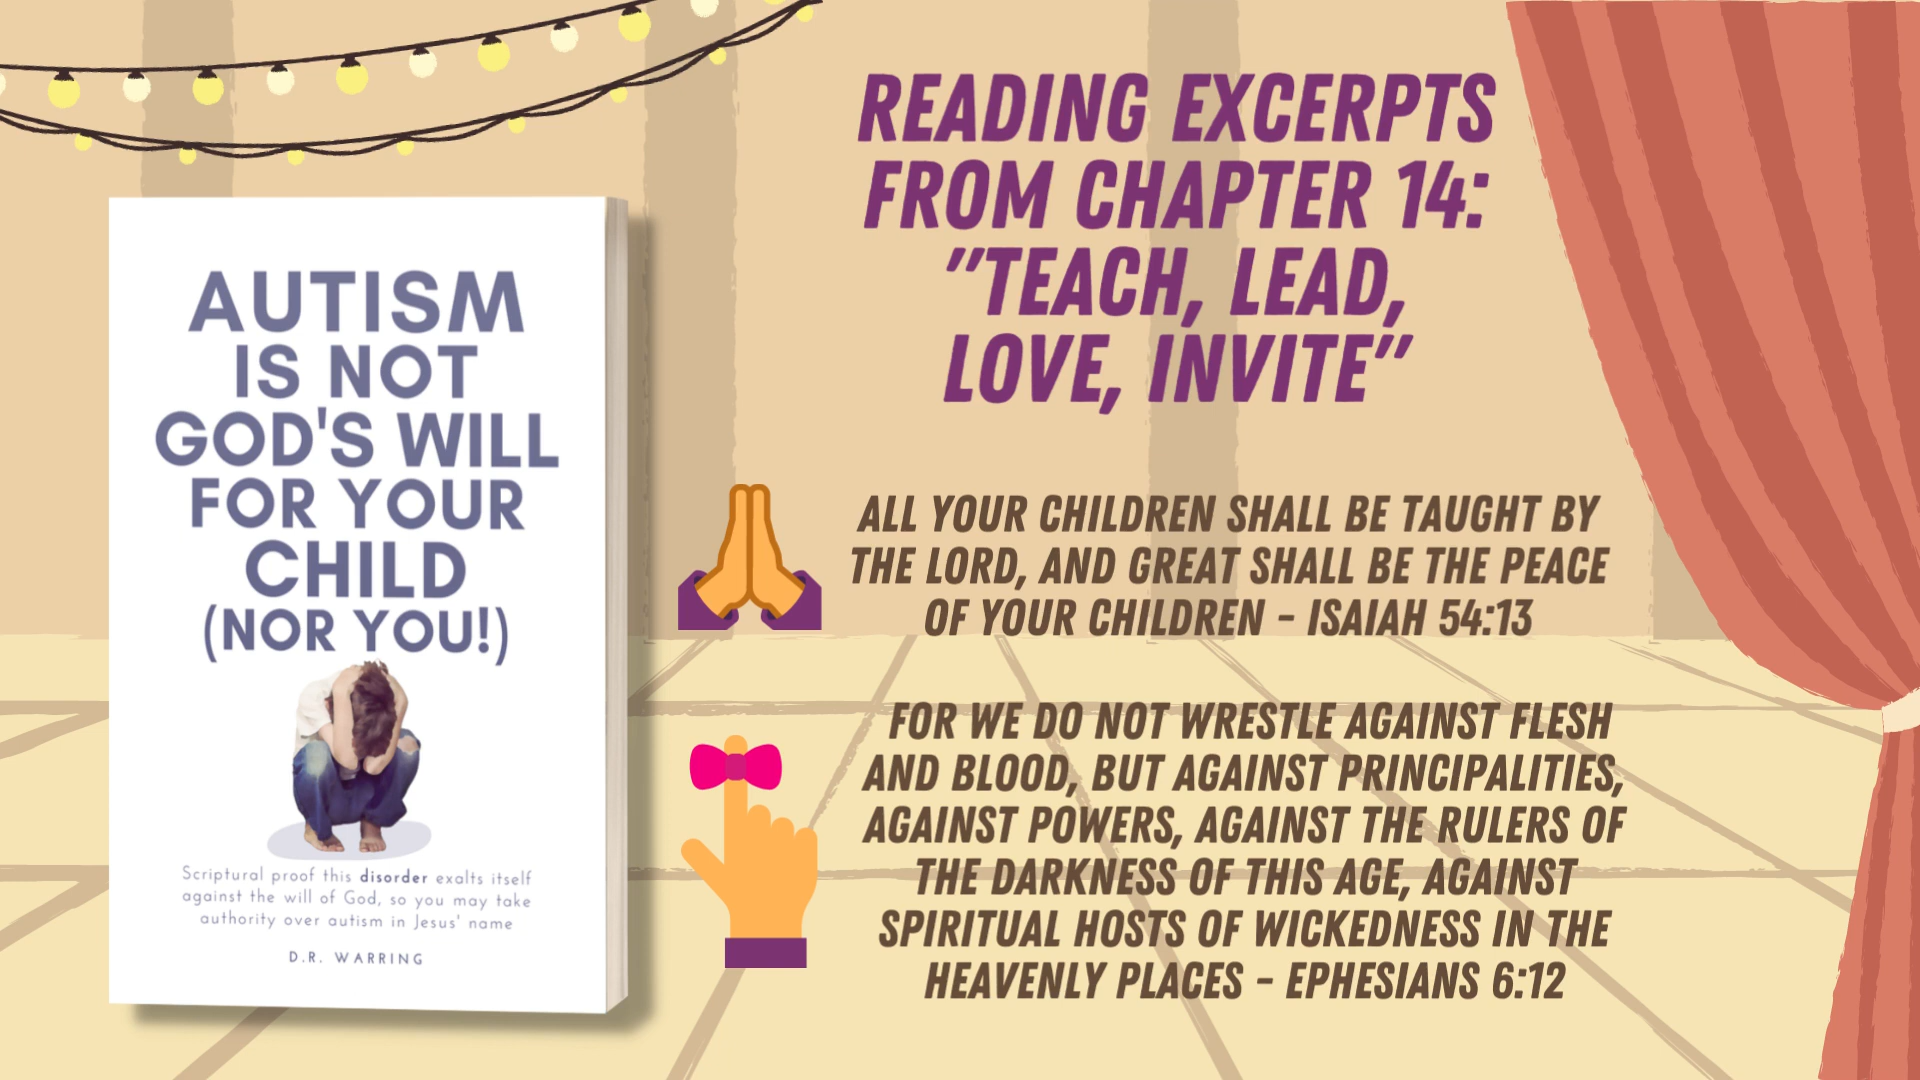 AUTISM
IS NOT
GOD'S WILL
FOR YOUR
CHILD
(NOR YOU!)
Scriptural proof this disorder exalts itself
against the will of God, so you may take
authority over autism in Jesus' name
D.R. WARRING
READING EXCERPTS
FROM CHAPTER 14:
"TEACH, LEAD,
LOVE, INVITE"
ALL YOUR CHILDREN SHALL BE TAUGHT BY
THE LORD, AND GREAT SHALL BE THE PEACE
OF YOUR CHILDREN - ISAIAH 54:13
FOR WE DO NOT WRESTLE AGAINST FLESH
AND BLOOD, BUT AGAINST PRINCIPALITIES,
AGAINST POWERS, AGAINST THE RULERS OF
THE DARKNESS OF THIS AGE, AGAINST
SPIRITUAL HOSTS OF WICKEDNESS IN THE
HEAVENLY PLACES - EPHESIANS 6:12